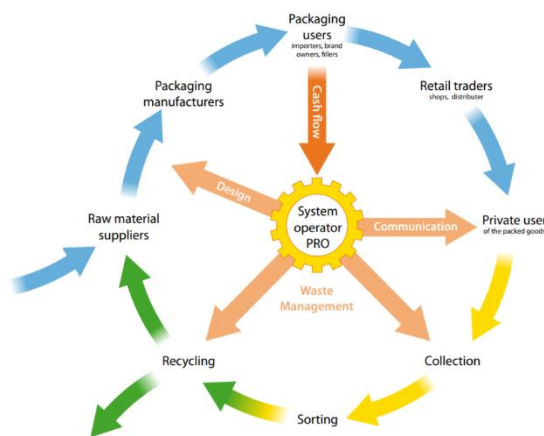 Packaging
users
importers, brand
owners, fillers
Packaging
manufacturers
Retail traders
shops, distributer
Cash flow
Design
Raw material
suppliers
System
operator
PRO
Communication
Private user
of the packed goods
Waste
Management
Recycling
Collection
Sorting